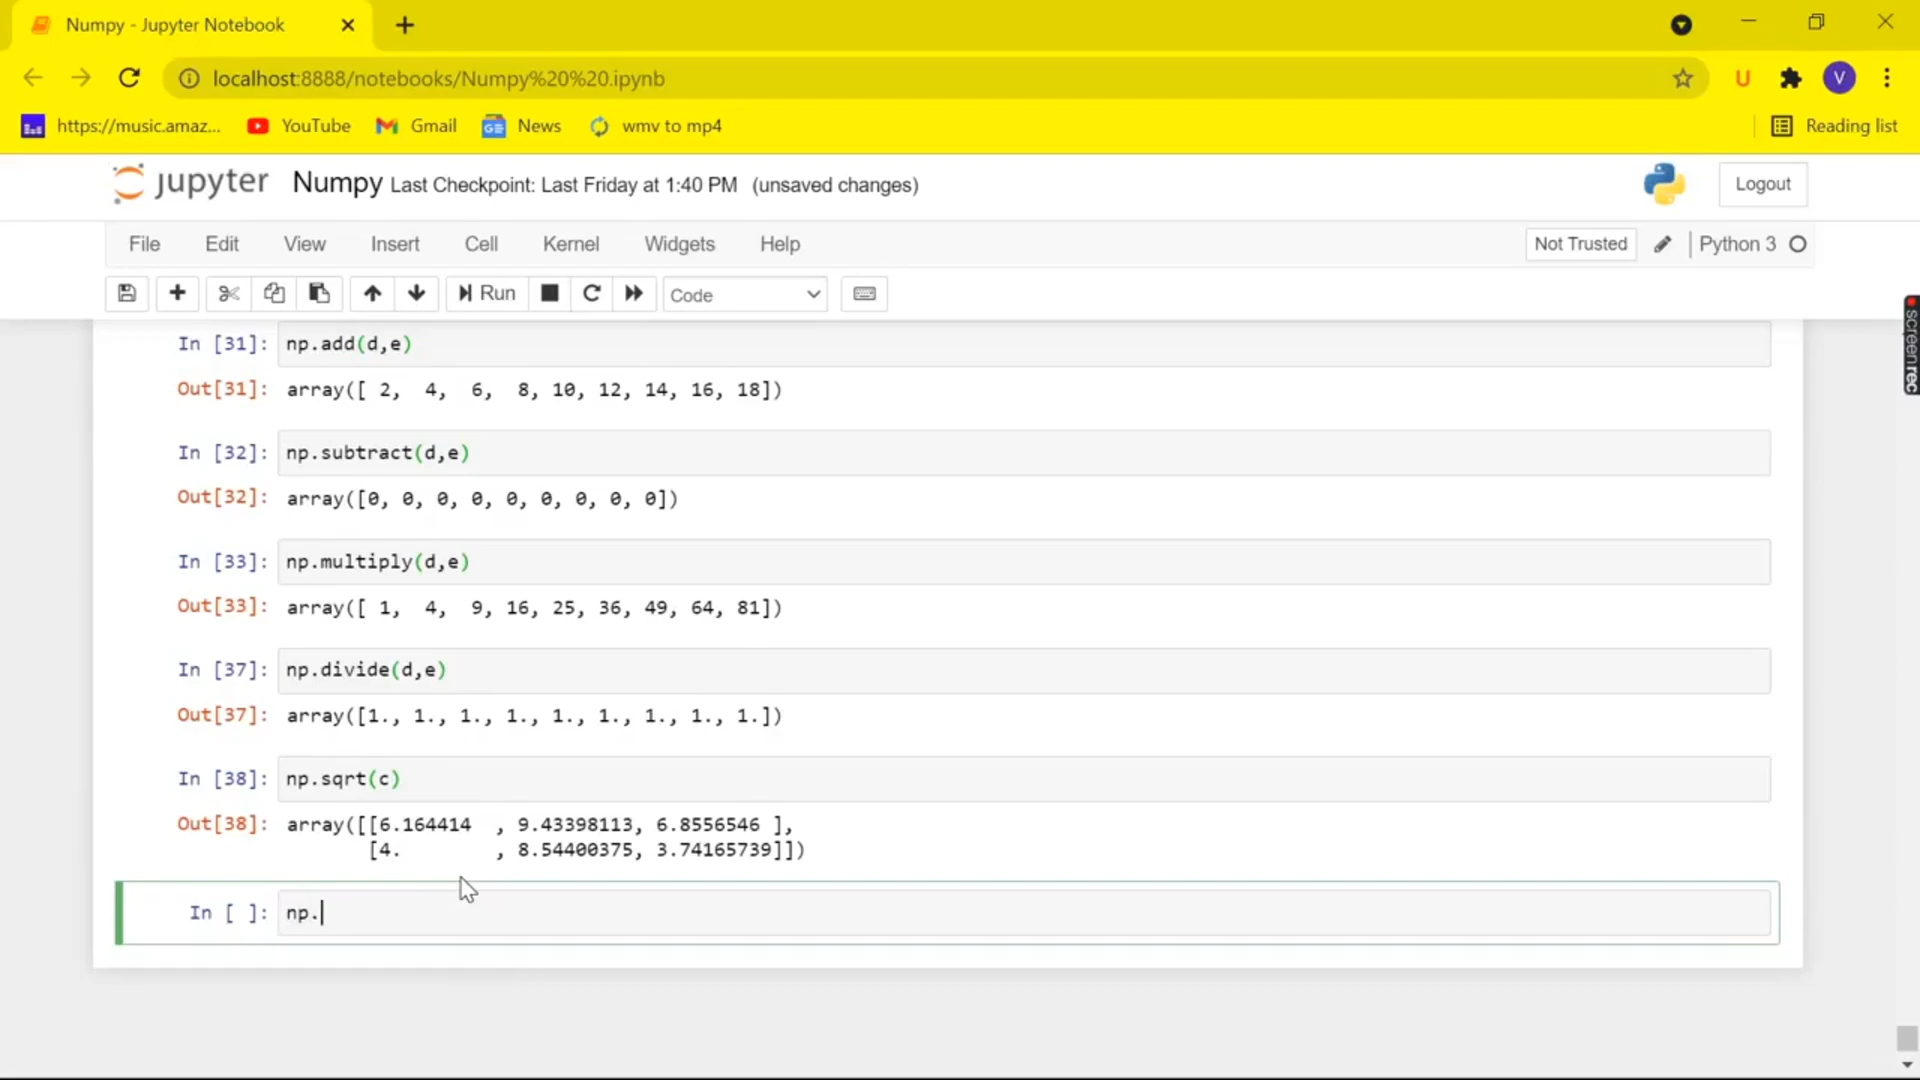 Numpy - Jupyter Notebook
localhost:8888/notebooks/Numpy%20%20.ipynb
U
V
https://music.amaz...
YouTube
Gmail
News
wmv to mp4
Reading list
jupyter Numpy Last Checkpoint: Last Friday at 1:40 PM (unsaved changes)
Logout
File Edit View Insert Cell Kernel Widgets Help
Not Trusted
Python 3
Run
Code
screenrec
In [31]: np.add(d,e)
Out[31]: array([ 2,  4,  6,  8, 10, 12, 14, 16, 18])
In [32]: np.subtract(d,e)
Out[32]: array([0, 0, 0, 0, 0, 0, 0, 0, 0])
In [33]: np.multiply(d,e)
Out[33]: array([ 1,  4,  9, 16, 25, 36, 49, 64, 81])
In [37]: np.divide(d,e)
Out[37]: array([1., 1., 1., 1., 1., 1., 1., 1., 1.])
In [38]: np.sqrt(c)
Out[38]: array([[6.164414  , 9.43398113, 6.8556546 ],
[4.        , 8.54400375, 3.74165739]])
In [ ]: np.